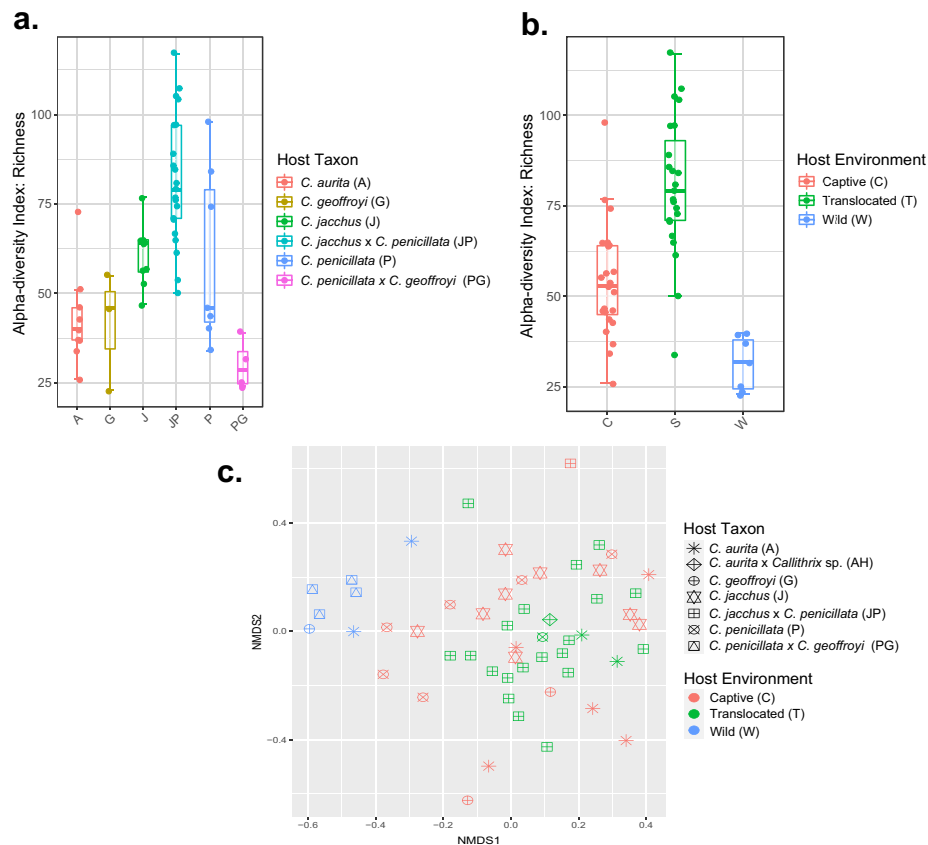 a.
Alpha-diversity Index: Richness
100
75
50
25
A G J JP P PG
Host Taxon
C. aurita (A)
C. geoffroyi (G)
C. jacchus (J)
C. jacchus x C. penicillata (JP)
C. penicillata (P)
C. penicillata x C. geoffroyi (PG)
b.
Alpha-diversity Index: Richness
100
75
50
25
C S W
Host Environment
Captive (C)
Translocated (T)
Wild (W)
c.
NMDS2
0.4
0.0
−0.4
−0.6 −0.4 −0.2 0.0 0.2 0.4
NMDS1
Host Taxon
C. aurita (A)
C. aurita x Callithrix sp. (AH)
C. geoffroyi (G)
C. jacchus (J)
C. jacchus x C. penicillata (JP)
C. penicillata (P)
C. penicillata x C. geoffroyi (PG)
Host Environment
Captive (C)
Translocated (T)
Wild (W)